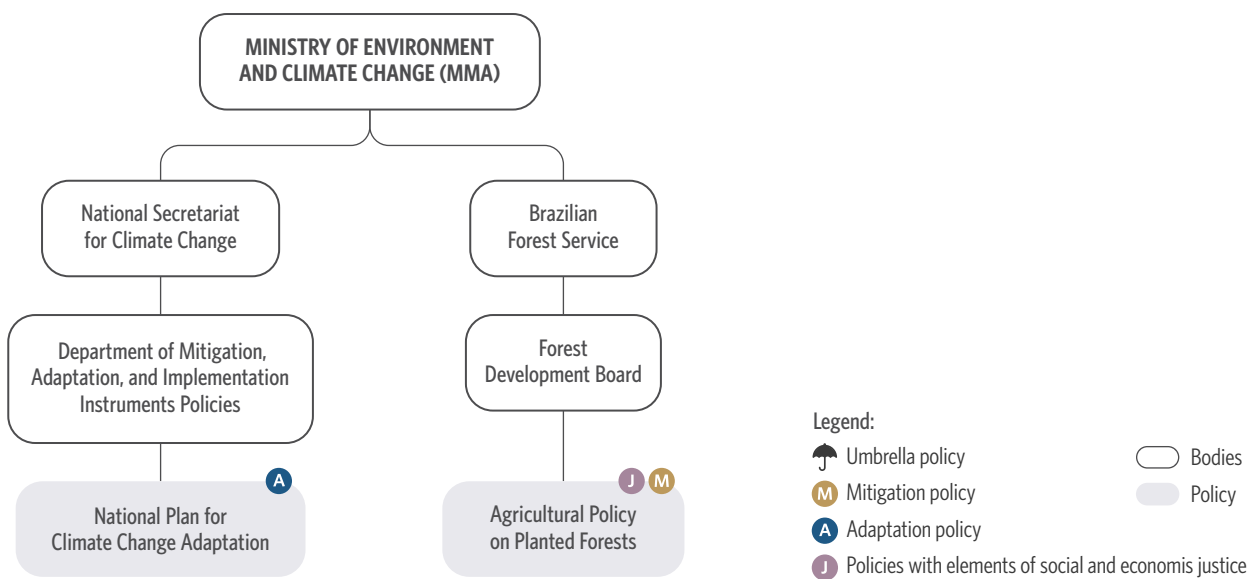 MINISTRY OF ENVIRONMENT
AND CLIMATE CHANGE (MMA)
National Secretariat
for Climate Change
Brazilian
Forest Service
Department of Mitigation,
Adaptation, and Implementation
Instruments Policies
Forest
Development Board
A
National Plan for
Climate Change Adaptation
J M
Agricultural Policy
on Planted Forests
Legend:
Umbrella policy
M Mitigation policy
A Adaptation policy
J Policies with elements of social and economis justice
Bodies
Policy